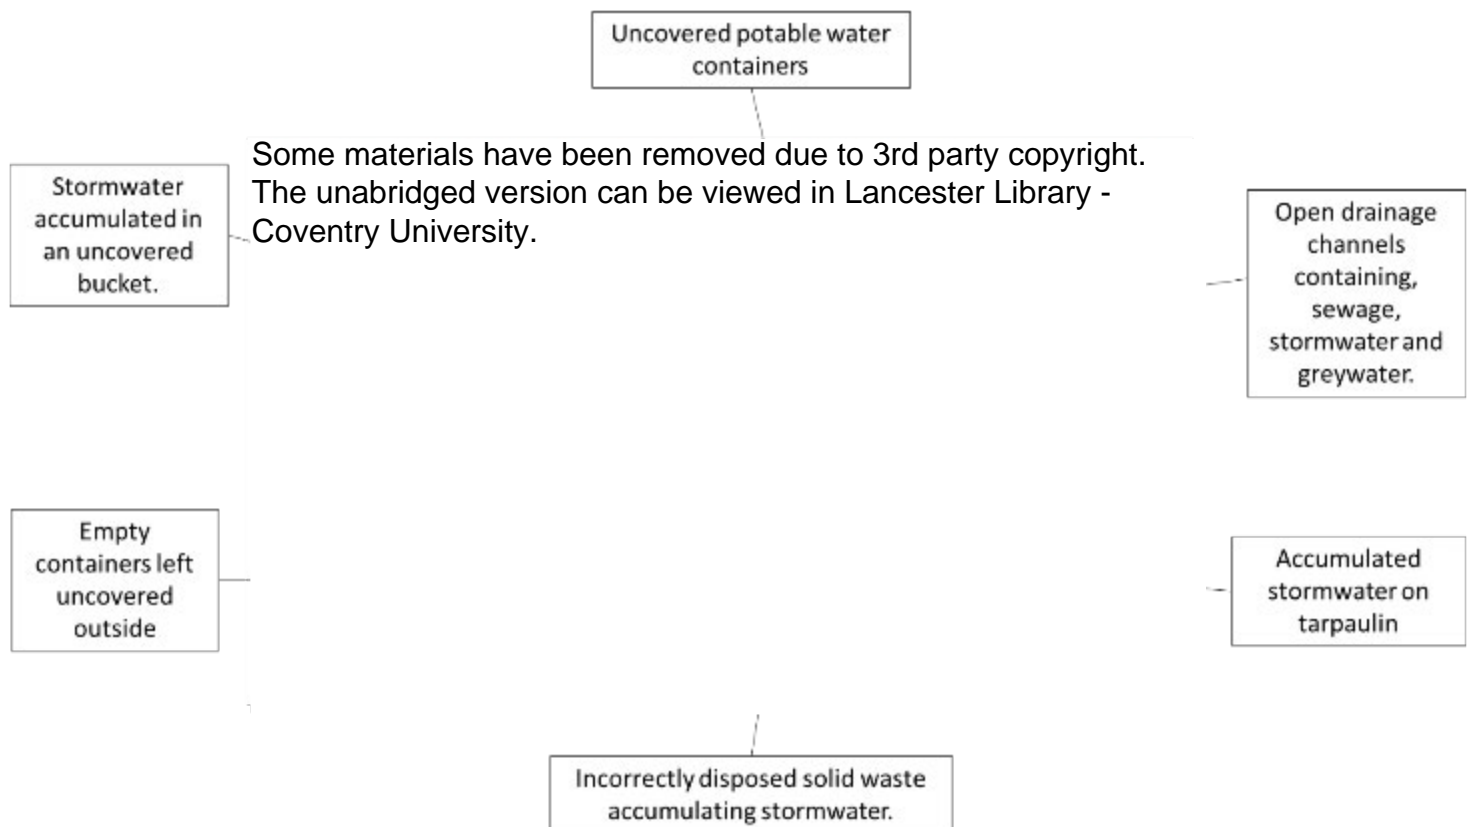 Uncovered potable water
containers
Some materials have been removed due to 3rd party copyright.
The unabridged version can be viewed in Lancester Library -
Coventry University.
Stormwater
accumulated in
an uncovered
bucket.
Open drainage
channels
containing,
sewage,
stormwater and
greywater.
Empty
containers left
uncovered
outside
Accumulated
stormwater on
tarpaulin
Incorrectly disposed solid waste
accumulating stormwater.